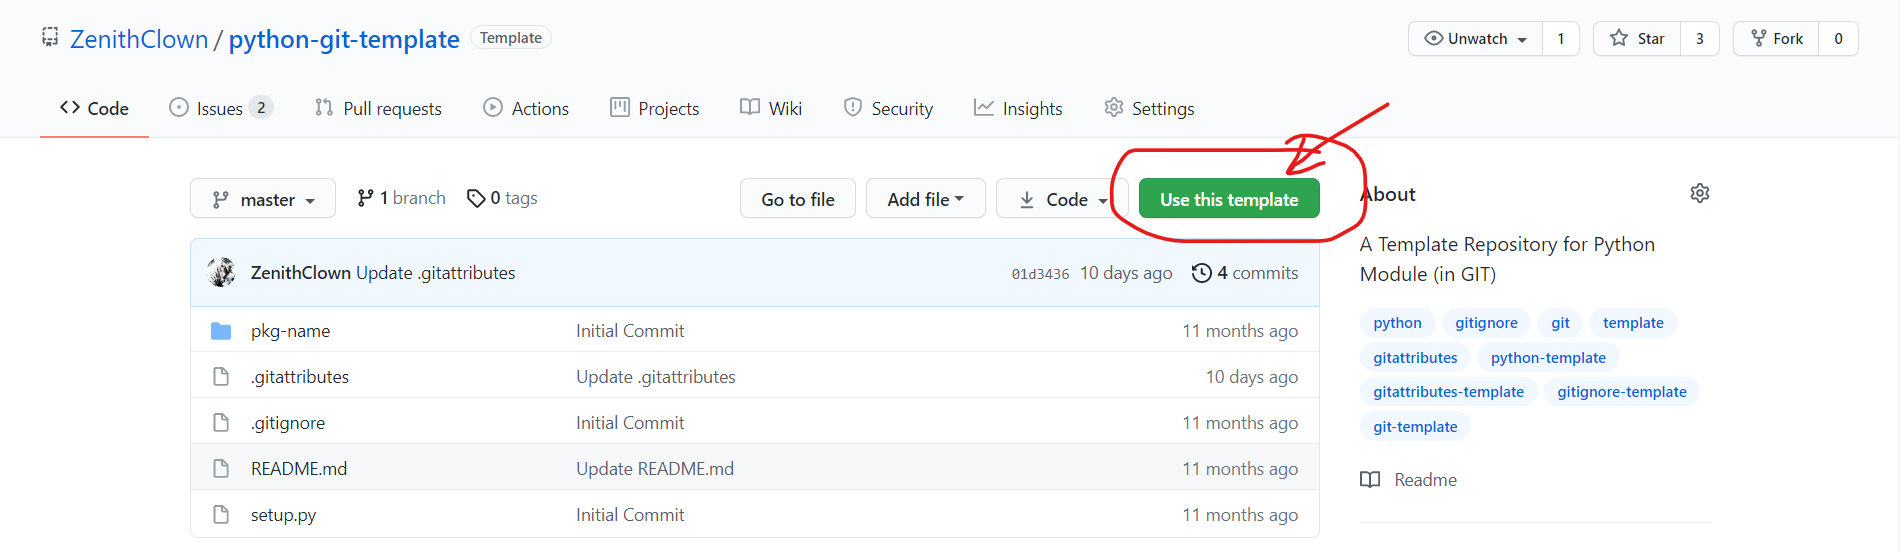 ZenithClown / python-git-template Template Unwatch 1 Star 3 Fork 0
Code Issues 2 Pull requests Actions Projects Wiki Security Insights Settings
master 1 branch 0 tags Go to file Add file Code Use this template About
A Template Repository for Python
Module (in GIT)
ZenithClown Update .gitattributes 01d3436 10 days ago 4 commits
pkg-name Initial Commit 11 months ago
.gitattributes Update .gitattributes 10 days ago
.gitignore Initial Commit 11 months ago
README.md Update README.md 11 months ago
setup.py Initial Commit 11 months ago
python gitignore git template
gitattributes python-template
gitattributes-template gitignore-template
git-template
Readme